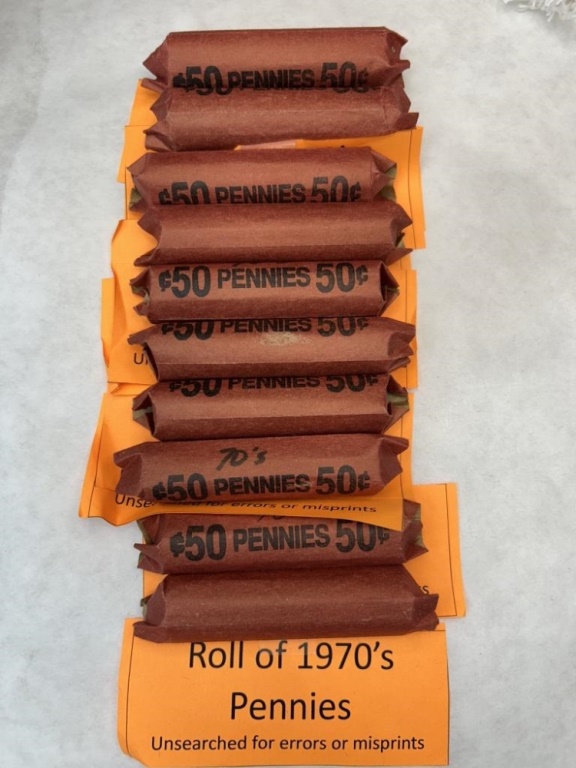 ¢50 PENNIES 50¢
¢50 PENNIES 50¢
¢50 PENNIES 50¢
¢50 PENNIES 50¢
¢50 PENNIES 50¢
70's
¢50 PENNIES 50¢
Unsearched for errors or misprints
¢50 PENNIES 50¢
Roll of 1970's
Pennies
Unsearched for errors or misprints